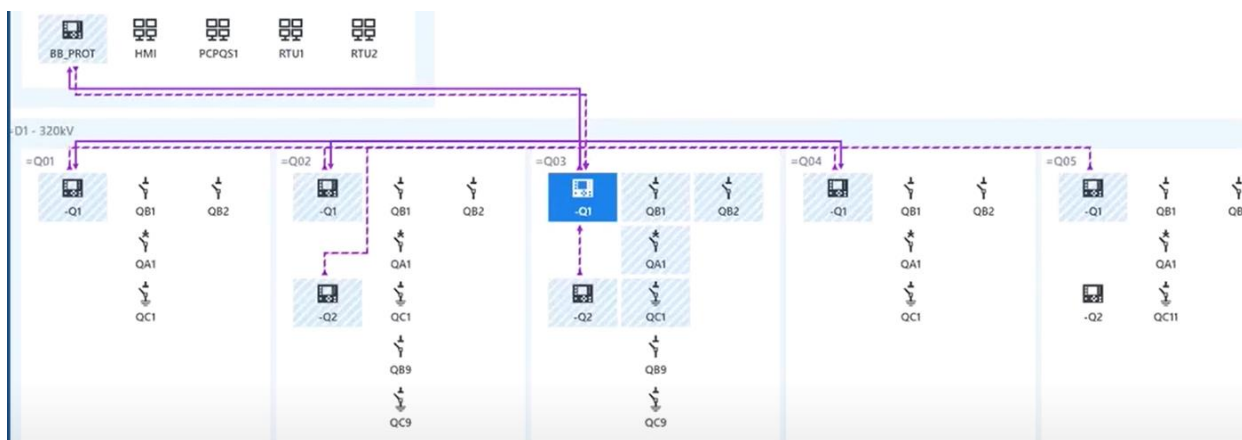 BB_PROT HMI PCPQS1 RTU1 RTU2
=D1 - 320kV
=Q01 =Q02 =Q03 =Q04 =Q05
-Q1 QB1 QB2 -Q1 QB1 QB2 -Q1 QB1 QB2 -Q1 QB1 QB2 -Q1 QB1 QB
QA1 QA1 QA1 QA1 QA1
QC1 -Q2 QC1 -Q2 QC1 QC1 -Q2 QC11
QB9 QB9
QC9 QC9